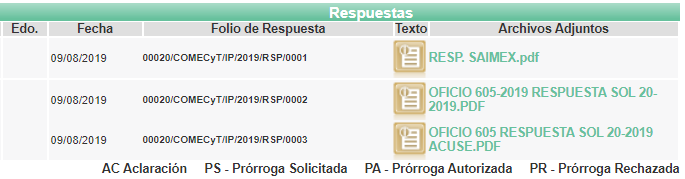 Respuestas
Edo. Fecha Folio de Respuesta Texto Archivos Adjuntos
09/08/2019 00020/COMECyT/IP/2019/RSP/0001 RESP. SAIMEX.pdf
09/08/2019 00020/COMECyT/IP/2019/RSP/0002 OFICIO 605-2019 RESPUESTA SOL 20-
2019.PDF
09/08/2019 00020/COMECyT/IP/2019/RSP/0003 OFICIO 605 RESPUESTA SOL 20-2019
ACUSE.PDF
AC Aclaración PS - Prórroga Solicitada PA - Prórroga Autorizada PR - Prórroga Rechazada